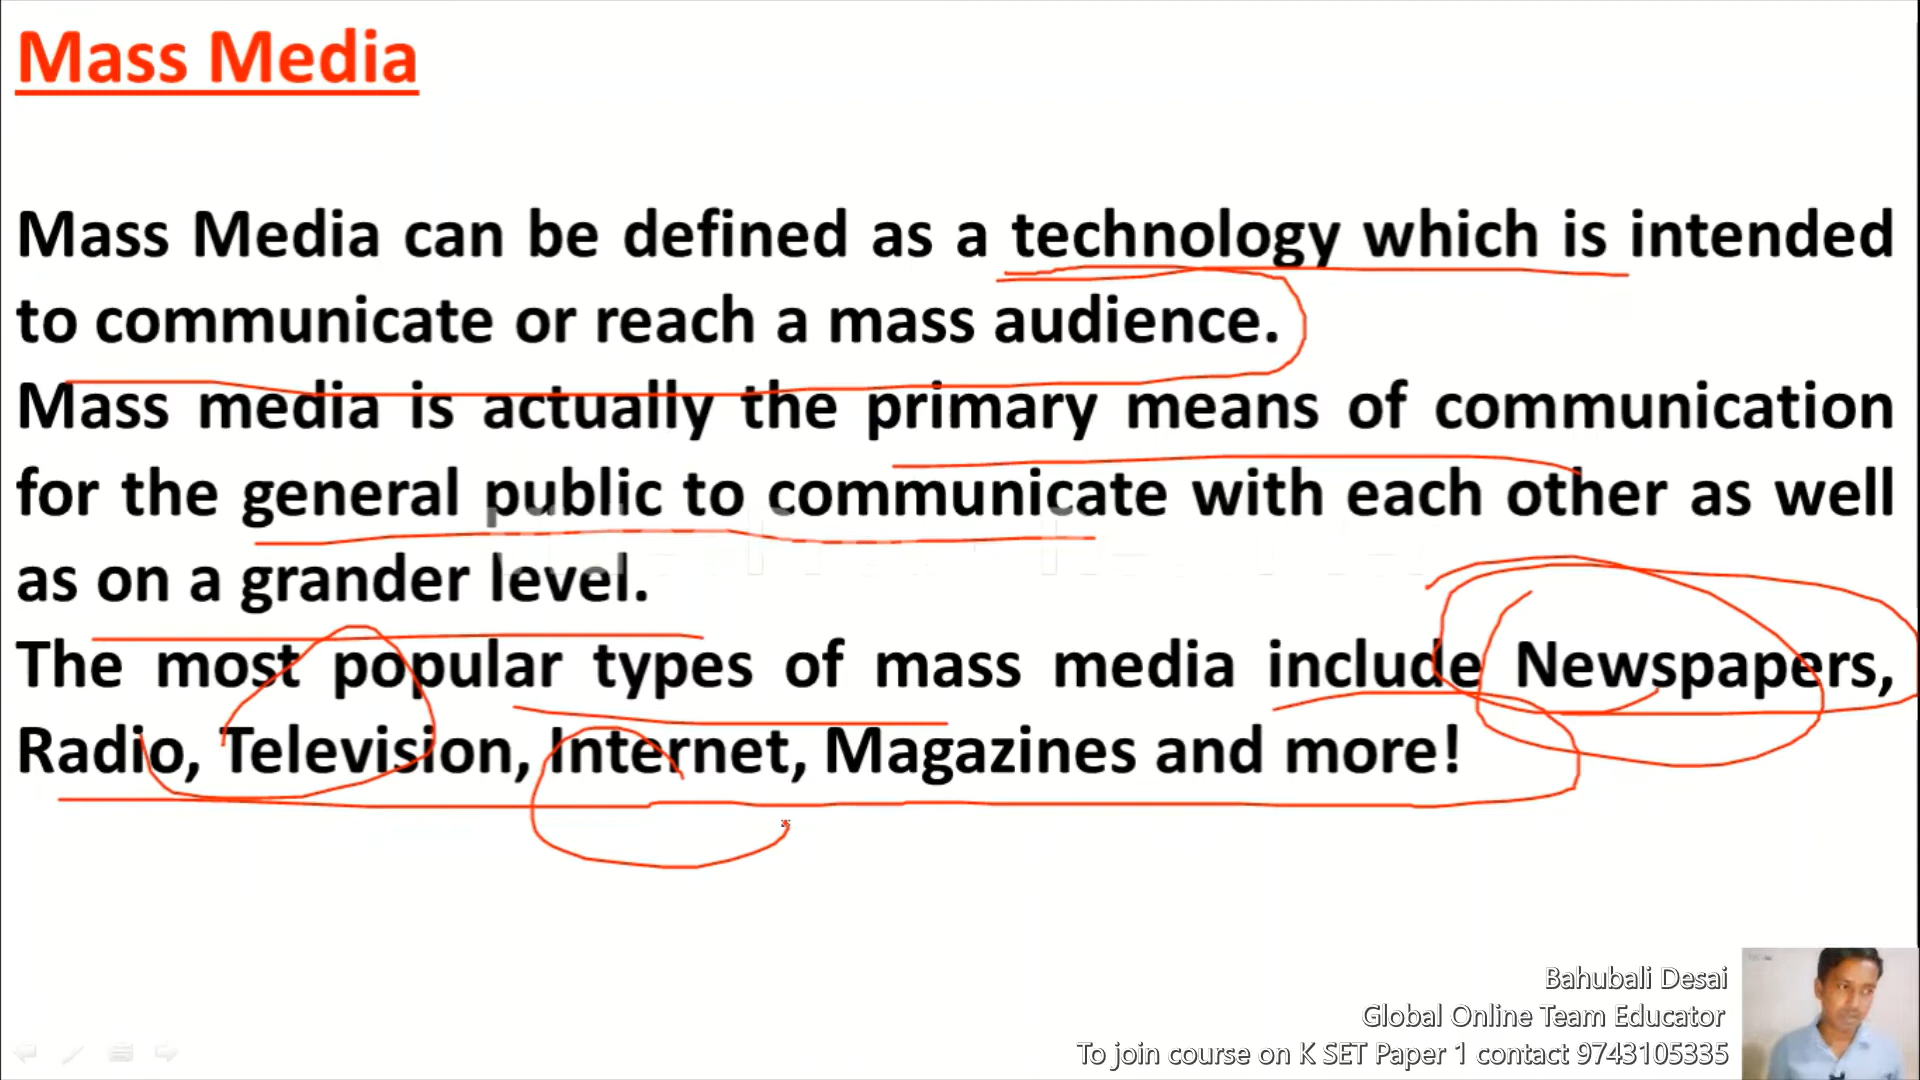 Mass Media
Mass Media can be defined as a technology which is intended
to communicate or reach a mass audience.
Mass media is actually the primary means of communication
for the general public to communicate with each other as well
as on a grander level.
The most popular types of mass media include Newspapers,
Radio, Television, Internet, Magazines and more!
Bahubali Desai
Global Online Team Educator
To join course on K SET Paper 1 contact 9743105335